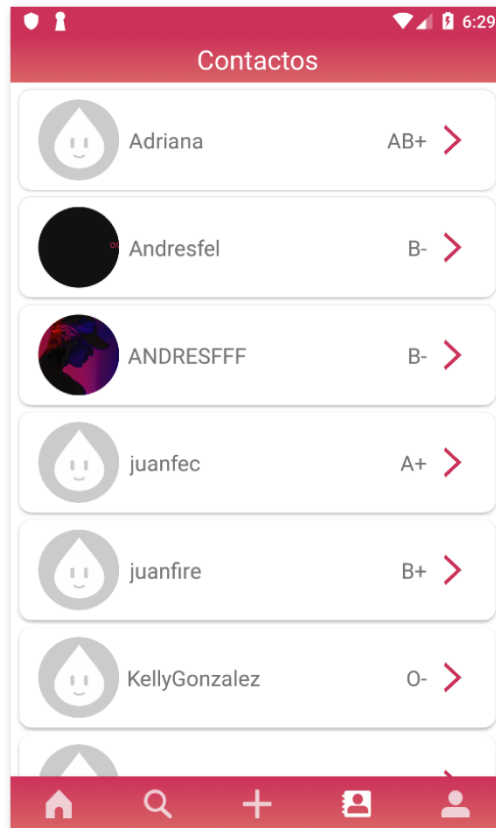 6:29
Contactos
Adriana AB+
Andresfel B-
ANDRESFFF B-
juanfec A+
juanfire B+
KellyGonzalez O-